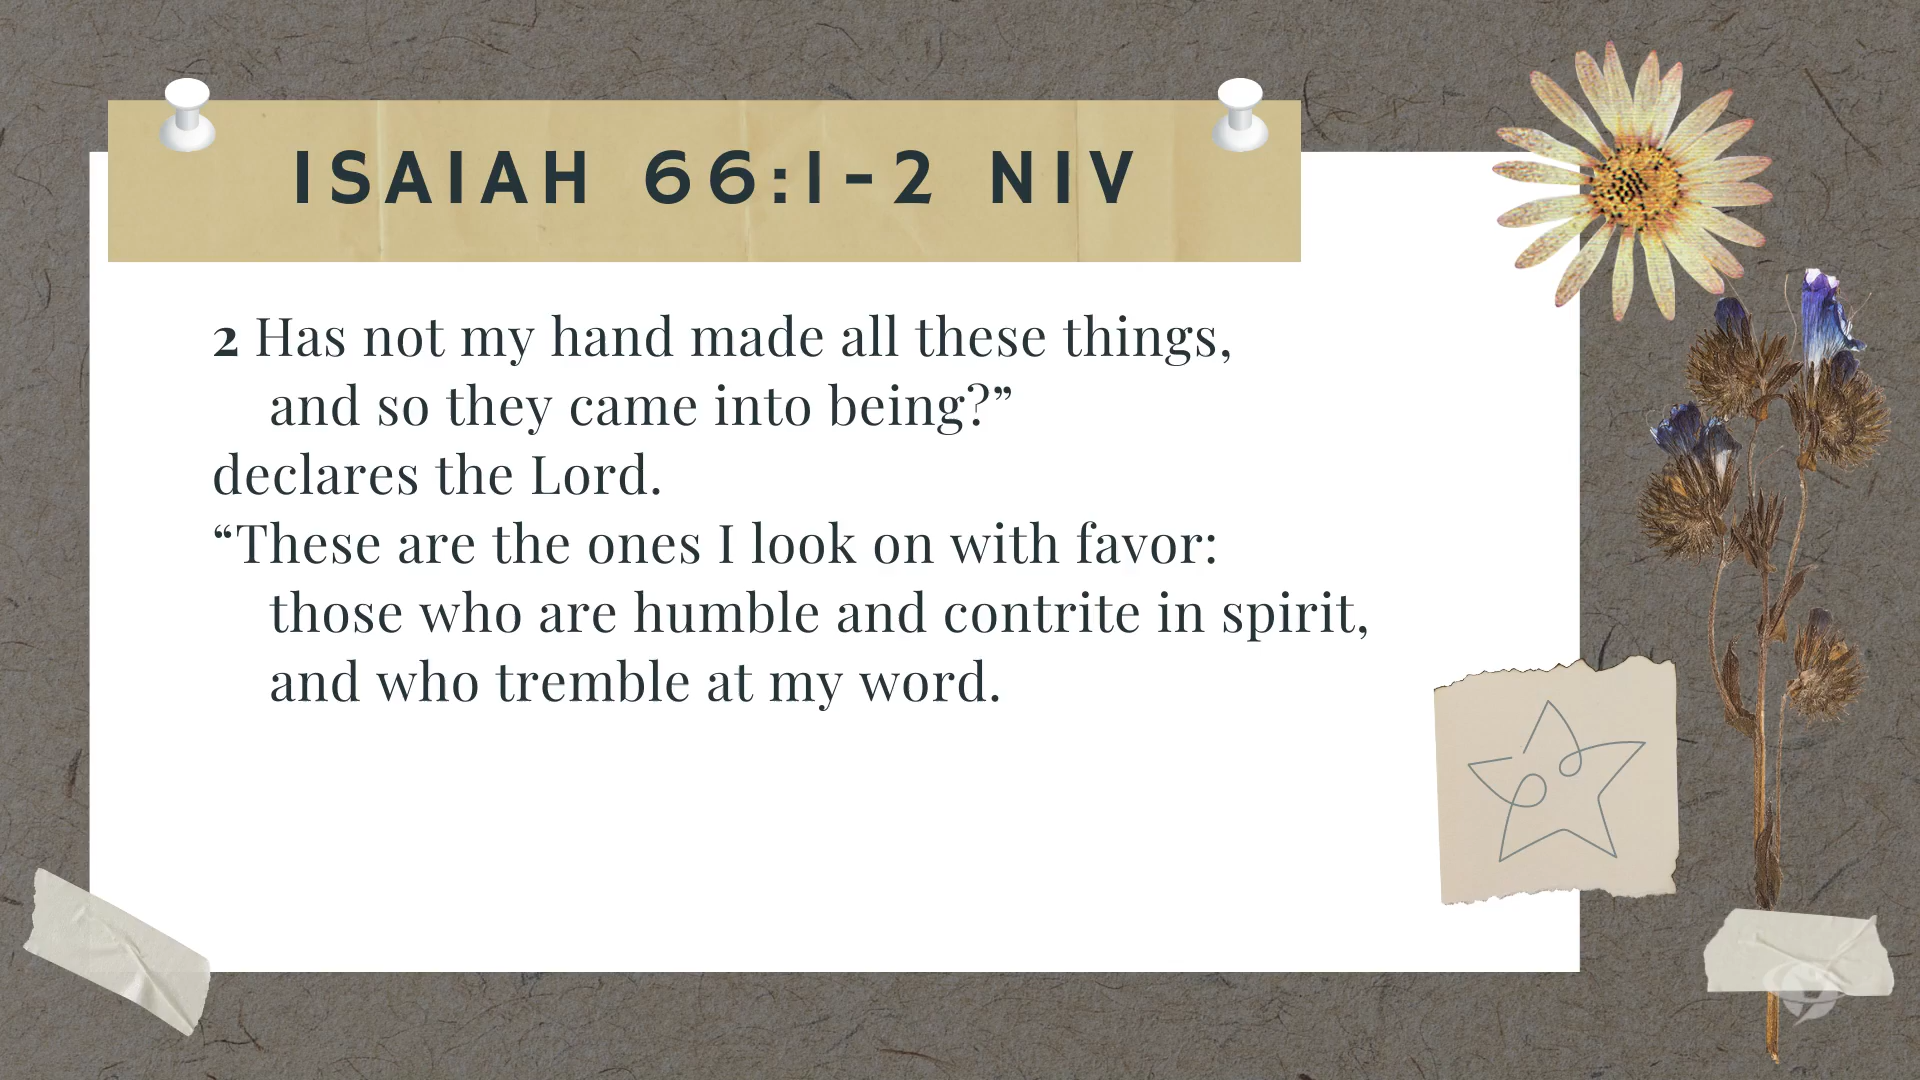 ISAIAH 66:1-2 NIV
2 Has not my hand made all these things,
and so they came into being?”
declares the Lord.
“These are the ones I look on with favor:
those who are humble and contrite in spirit,
and who tremble at my word.